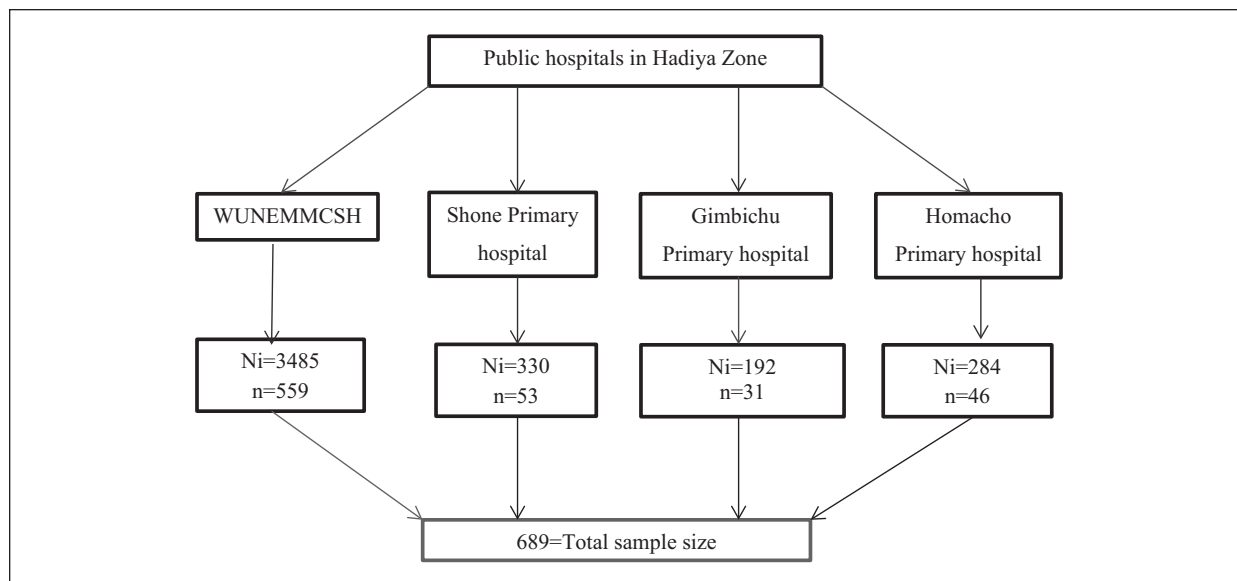 Public hospitals in Hadiya Zone
WUNEMMCSH
Shone Primary
hospital
Gimbichu
Primary hospital
Homacho
Primary hospital
Ni=3485
n=559
Ni=330
n=53
Ni=192
n=31
Ni=284
n=46
689=Total sample size